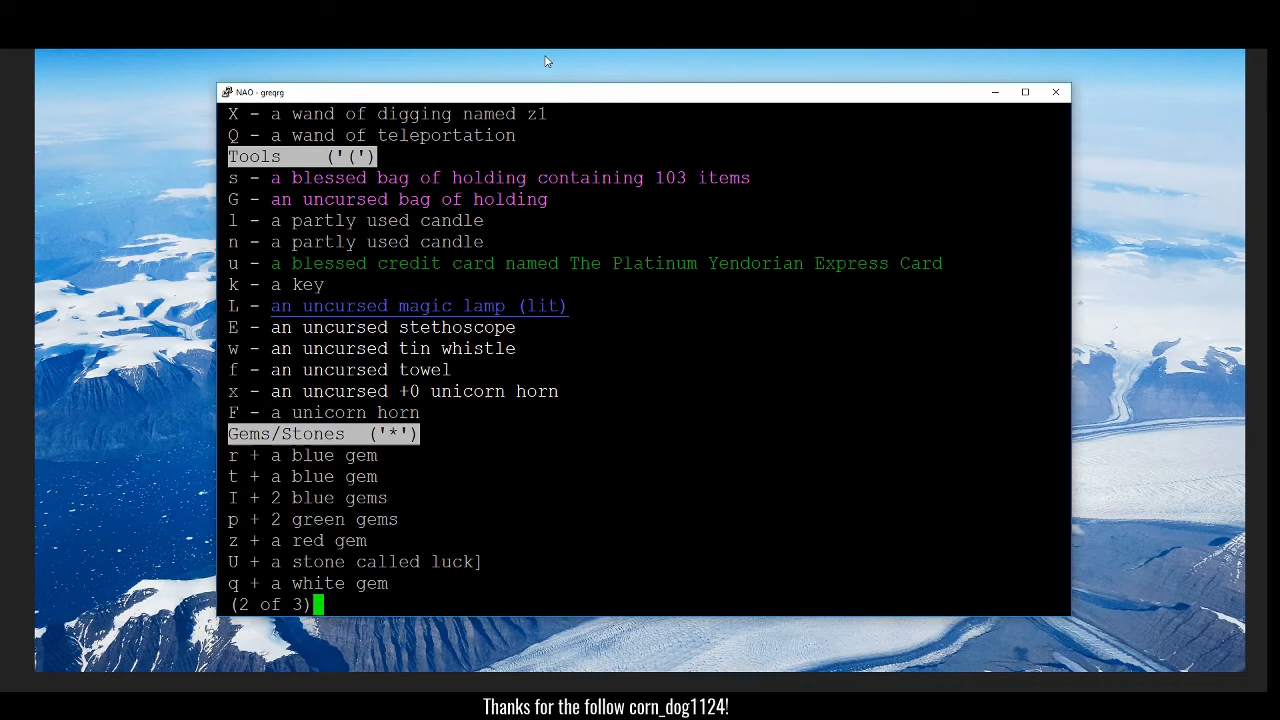 NAO - greqrg
X - a wand of digging named z1
Q - a wand of teleportation
Tools    ('(')
s - a blessed bag of holding containing 103 items
G - an uncursed bag of holding
l - a partly used candle
n - a partly used candle
u - a blessed credit card named The Platinum Yendorian Express Card
k - a key
L - an uncursed magic lamp (lit)
E - an uncursed stethoscope
w - an uncursed tin whistle
f - an uncursed towel
x - an uncursed +0 unicorn horn
F - a unicorn horn
Gems/Stones  ('*')
r + a blue gem
t + a blue gem
I + 2 blue gems
p + 2 green gems
z + a red gem
U + a stone called luck]
q + a white gem
(2 of 3)
Thanks for the follow corn_dog1124!